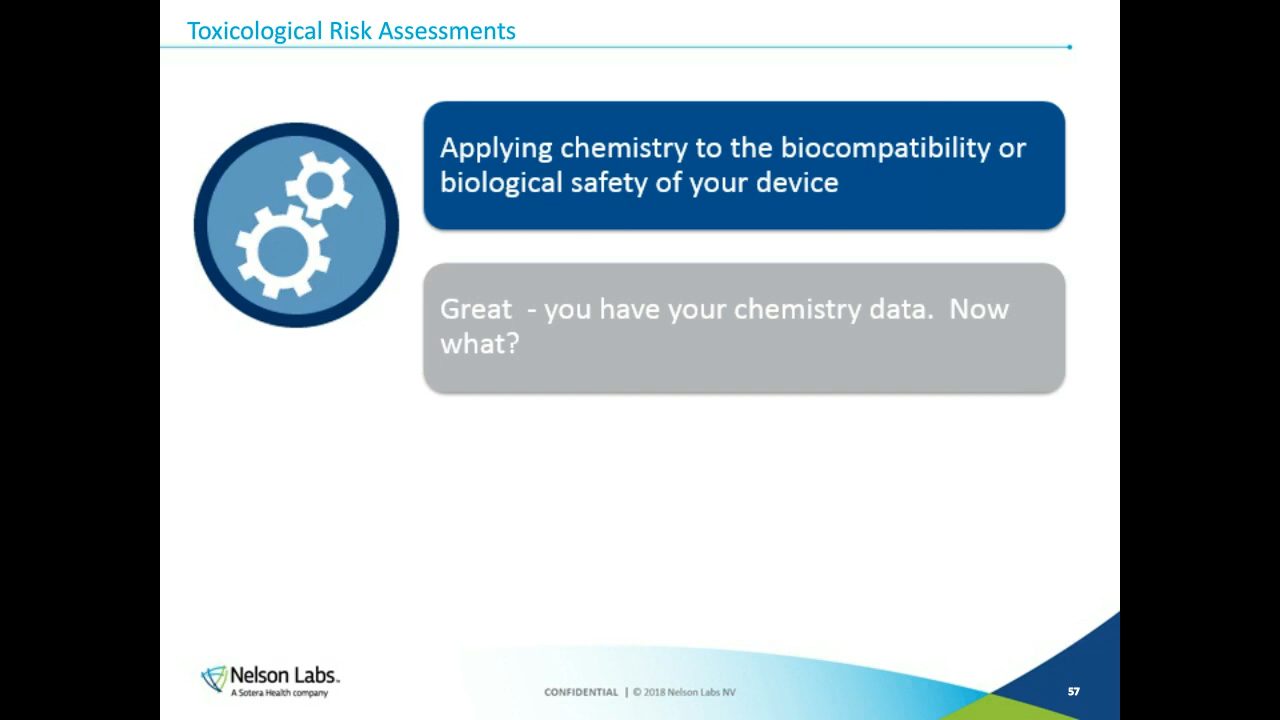 Toxicological Risk Assessments
Applying chemistry to the biocompatibility or
biological safety of your device
Great  - you have your chemistry data.  Now
what?
Nelson Labs™
A Sotera Health company
CONFIDENTIAL | © 2018 Nelson Labs NV
57